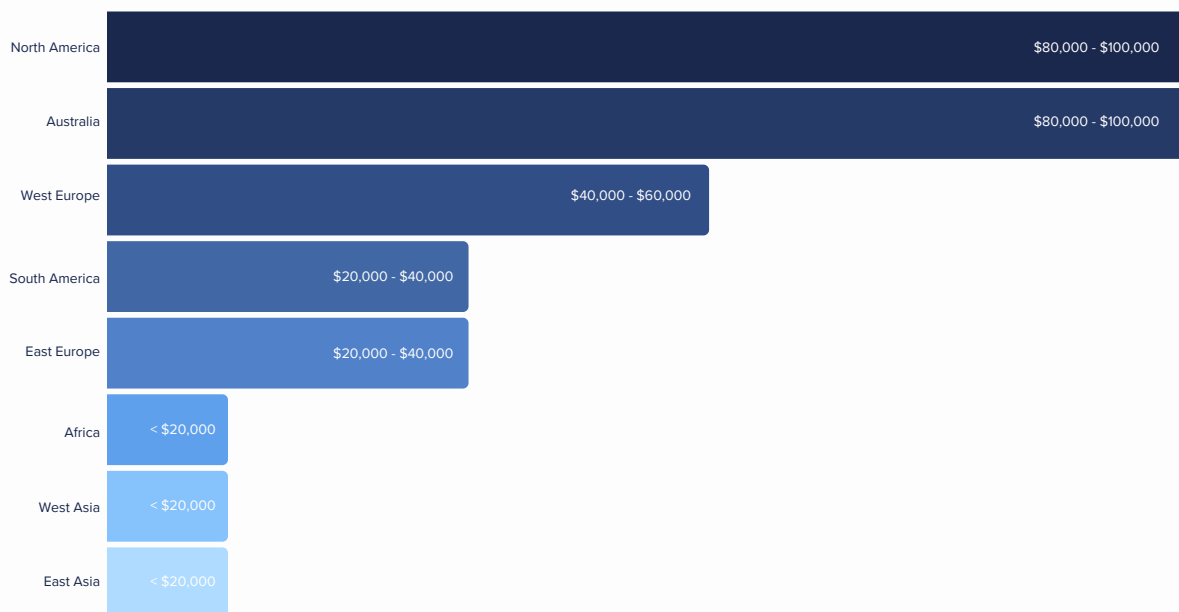 North America $80,000 - $100,000
Australia $80,000 - $100,000
West Europe $40,000 - $60,000
South America $20,000 - $40,000
East Europe $20,000 - $40,000
Africa < $20,000
West Asia < $20,000
East Asia < $20,000